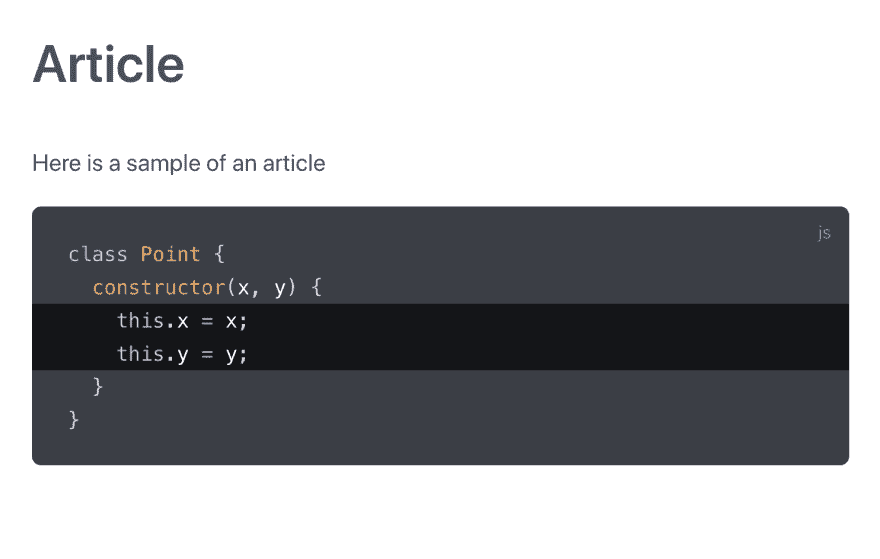 Article
Here is a sample of an article
js
class Point {
  constructor(x, y) {
    this.x = x;
    this.y = y;
  }
}